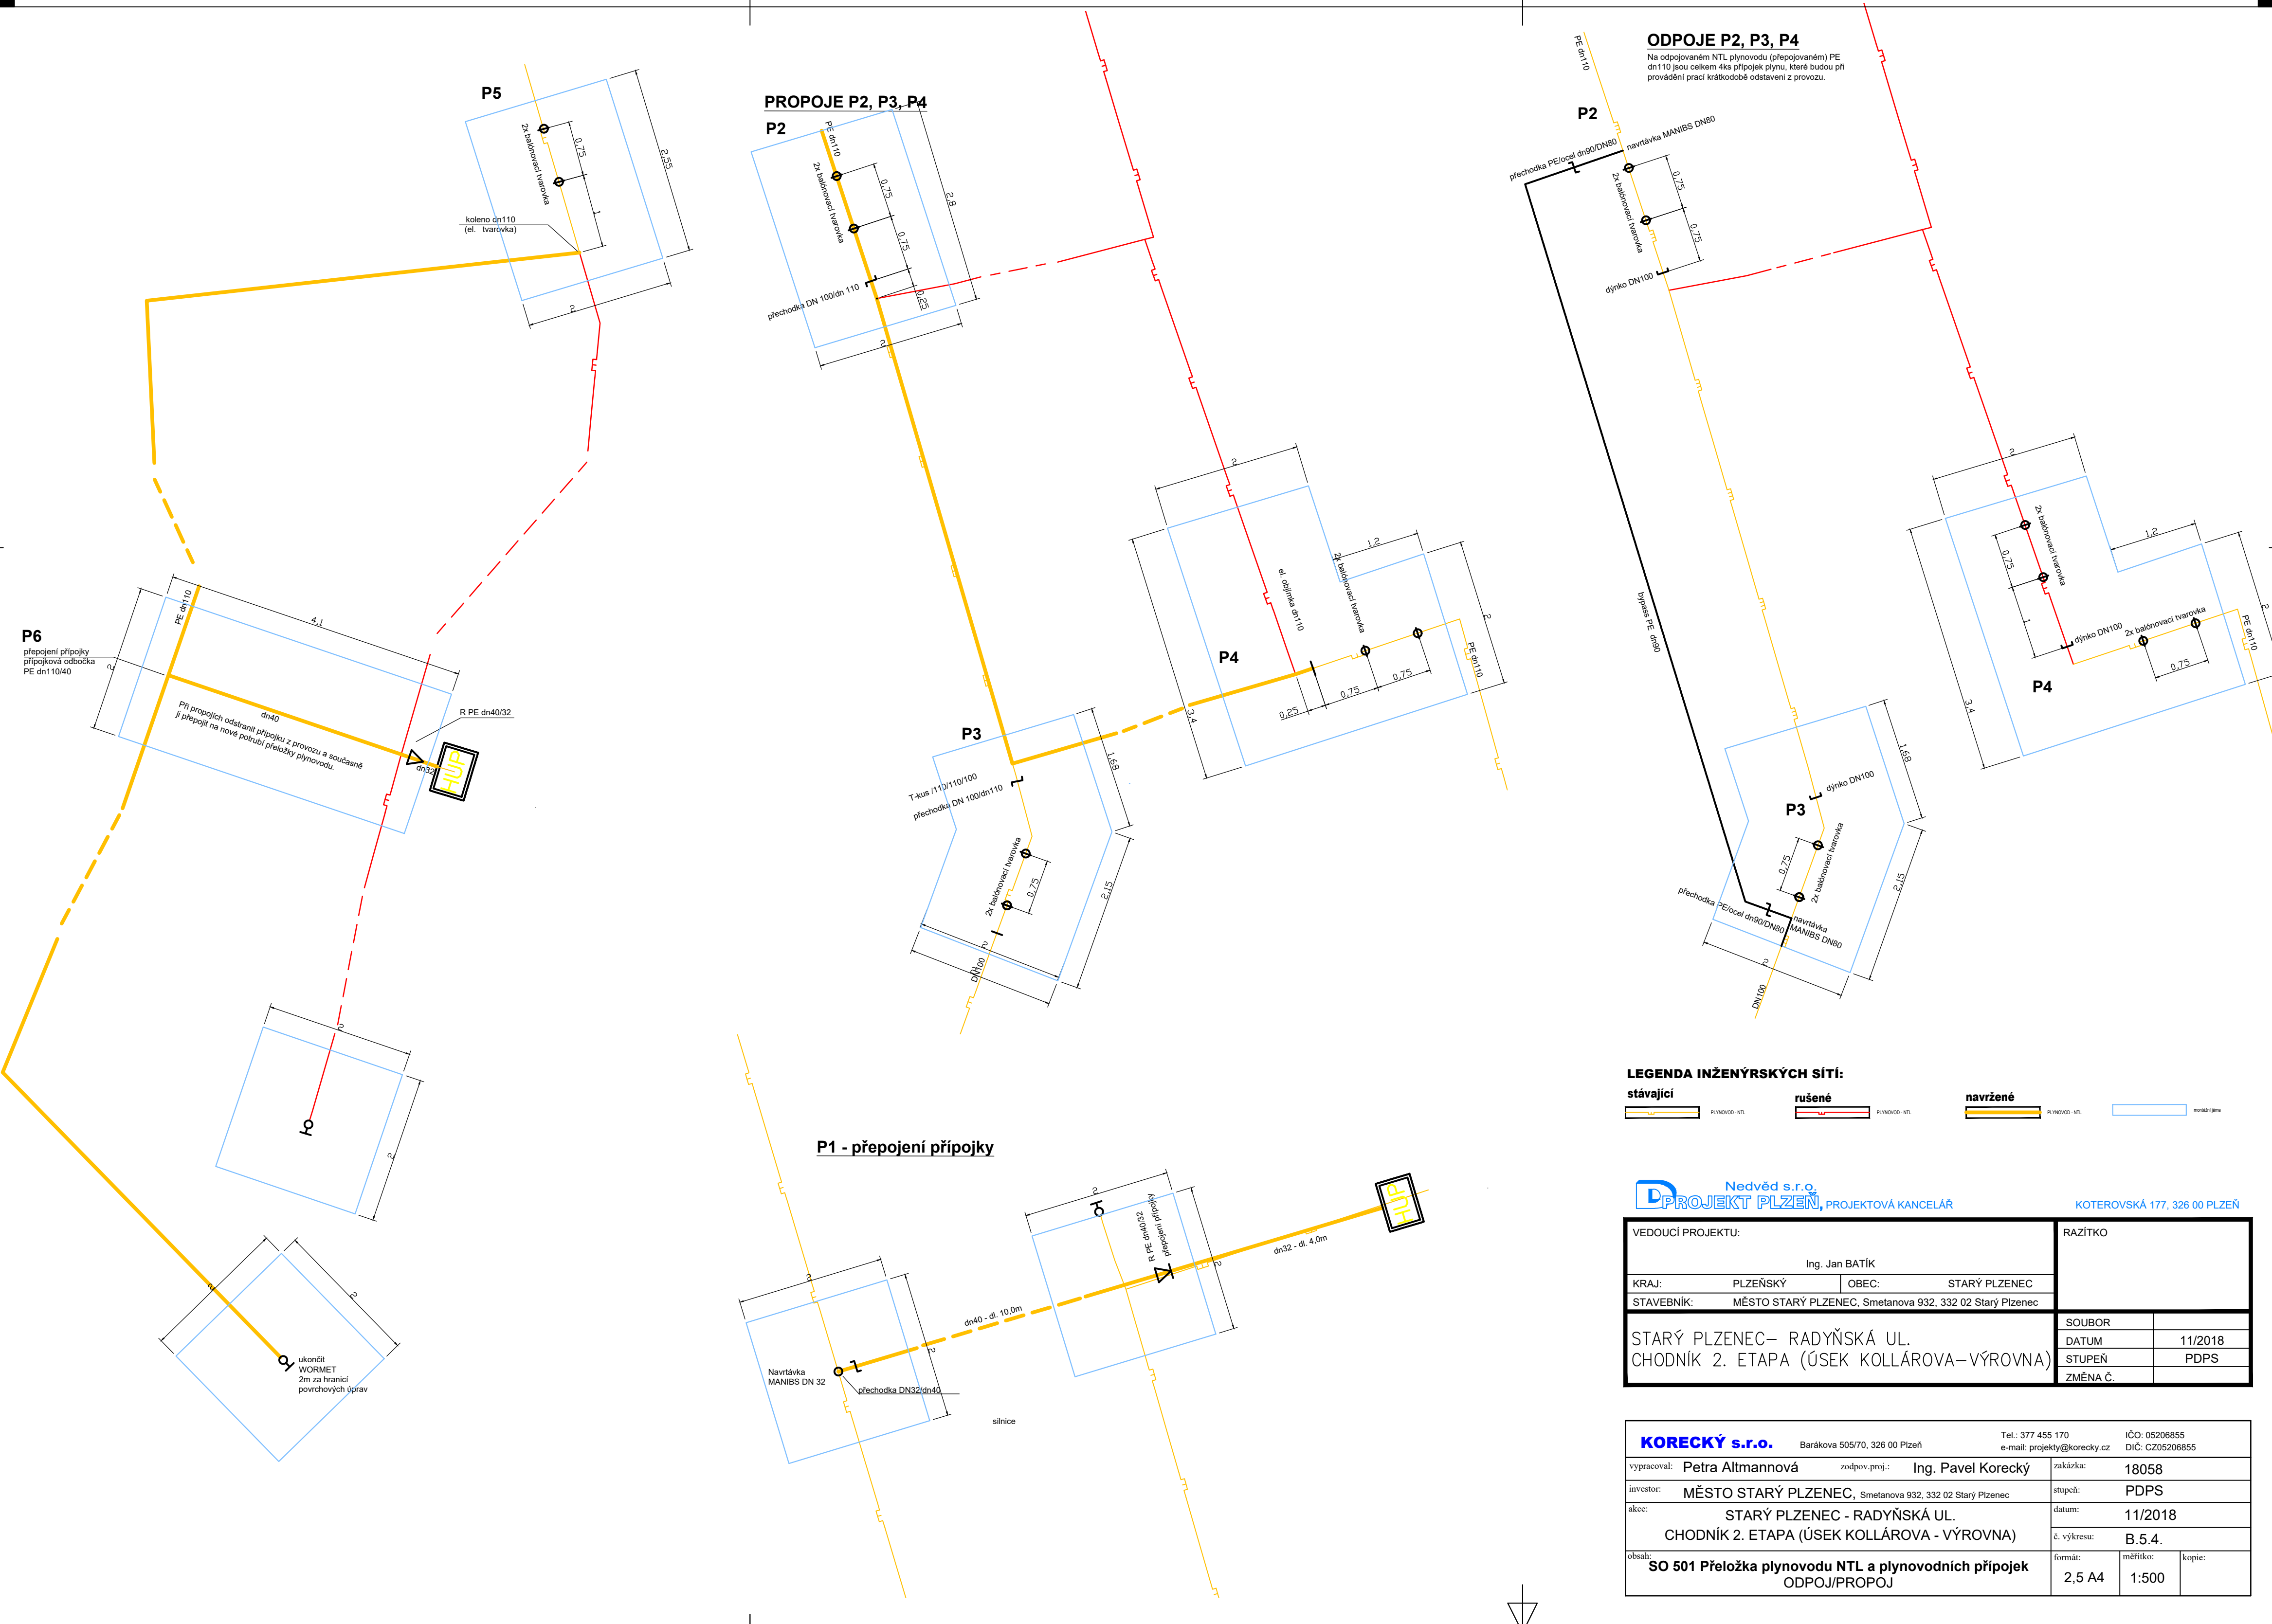 P5
2x balónovací tvarovka
0,75
1
2,55
2
koleno dn110
(el. tvarovka)
P6
přepojení přípojky
přípojková odbočka
PE dn110/40
PE dn110
4,1
2
dn40
Při propojích odstranit přípojku z provozu a současně
ji přepojit na nové potrubí přeložky plynovodu.
R PE dn40/32
dn32
HUP
2
2
2
2
ukončit
WORMET
2m za hranicí
povrchových úprav
PROPOJE P2, P3, P4
P2
PE dn110
2x balónovací tvarovka
0,75
0,75
0,25
2,8
2
přechodka DN 100/dn 110
2
1,2
2
3,4
el. objímka dn110
2x balónovací tvarovka
PE dn110
P4
0,25
0,75
0,75
P3
T-kus /110/110/100
přechodka DN 100/dn110
1,68
2x balónovací tvarovka
0,75
2,15
2
DN100
P1 - přepojení přípojky
2
2
Navrtávka
MANIBS DN 32
přechodka DN32/dn40
dn40 - dl. 10,0m
silnice
2
2
R PE dn40/32
přepojení přípojky
dn32 - dl. 4,0m
HUP
ODPOJE P2, P3, P4
Na odpojovaném NTL plynovodu (přepojovaném) PE
dn110 jsou celkem 4ks přípojek plynu, které budou při
provádění prací krátkodobě odstaveni z provozu.
PE dn110
P2
přechodka PE/ocel dn90/DN80
navrtávka MANIBS DN80
2x balónovací tvarovka
0,75
0,75
dýnko DN100
bypass PE dn90
2
1,2
2
3,4
2x balónovací tvarovka
0,75
1
dýnko DN100
2x balónovací tvarovka
0,75
PE dn110
P4
P3
dýnko DN100
1,68
0,75
2x balónovací tvarovka
2,15
přechodka PE/ocel dn90/DN80
navrtávka
MANIBS DN80
2
DN100
LEGENDA INŽENÝRSKÝCH SÍTÍ:
stávající
rušené
navržené
PLYNOVOD - NTL
PLYNOVOD - NTL
PLYNOVOD - NTL
montážní jáma
Nedvěd s.r.o.
DPROJEKT PLZEŇ, PROJEKTOVÁ KANCELÁŘ
KOTEROVSKÁ 177, 326 00 PLZEŇ
VEDOUCÍ PROJEKTU:
RAZÍTKO
Ing. Jan BATÍK
KRAJ: PLZEŇSKÝ OBEC: STARÝ PLZENEC
STAVEBNÍK: MĚSTO STARÝ PLZENEC, Smetanova 932, 332 02 Starý Plzenec
STARÝ PLZENEC- RADYŇSKÁ UL.
CHODNÍK 2. ETAPA (ÚSEK KOLLÁROVA-VÝROVNA)
SOUBOR
DATUM 11/2018
STUPEŇ PDPS
ZMĚNA Č.
KORECKÝ s.r.o. Barákova 505/70, 326 00 Plzeň
Tel.: 377 455 170 IČO: 05206855
e-mail: projekty@korecky.cz DIČ: CZ05206855
vypracoval: Petra Altmannová zodpov.proj.: Ing. Pavel Korecký
zakázka: 18058
investor: MĚSTO STARÝ PLZENEC, Smetanova 932, 332 02 Starý Plzenec
stupeň: PDPS
akce: STARÝ PLZENEC - RADYŇSKÁ UL.
CHODNÍK 2. ETAPA (ÚSEK KOLLÁROVA - VÝROVNA)
datum: 11/2018
č. výkresu: B.5.4.
obsah: SO 501 Přeložka plynovodu NTL a plynovodních přípojek
ODPOJ/PROPOJ
formát: 2,5 A4
měřítko: 1:500
kopie: